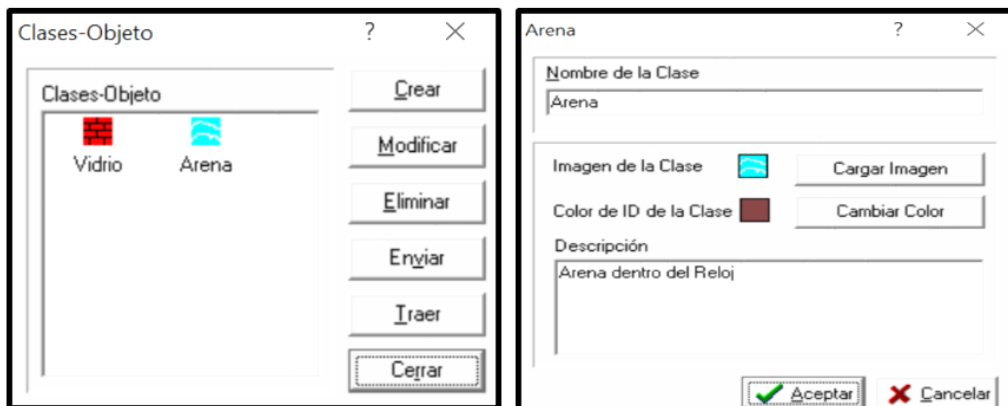 Clases-Objeto ? ×
Clases-Objeto
Vidrio Arena
Crear
Modificar
Eliminar
Enviar
Traer
Cerrar
Arena ? ×
Nombre de la Clase
Arena
Imagen de la Clase
Cargar Imagen
Color de ID de la Clase
Cambiar Color
Descripción
Arena dentro del Reloj
Aceptar
Cancelar